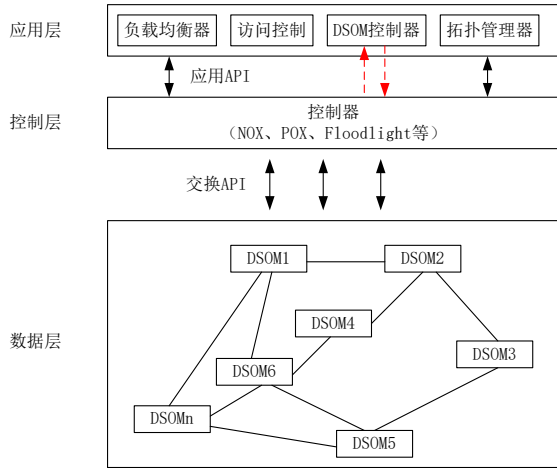 应用层
负载均衡器
访问控制
DSOM控制器
拓扑管理器
应用API
控制层
控制器
（NOX、POX、Floodlight等）
交换API
DSOM1
DSOM2
DSOM4
数据层
DSOM3
DSOM6
DSOMn
DSOM5